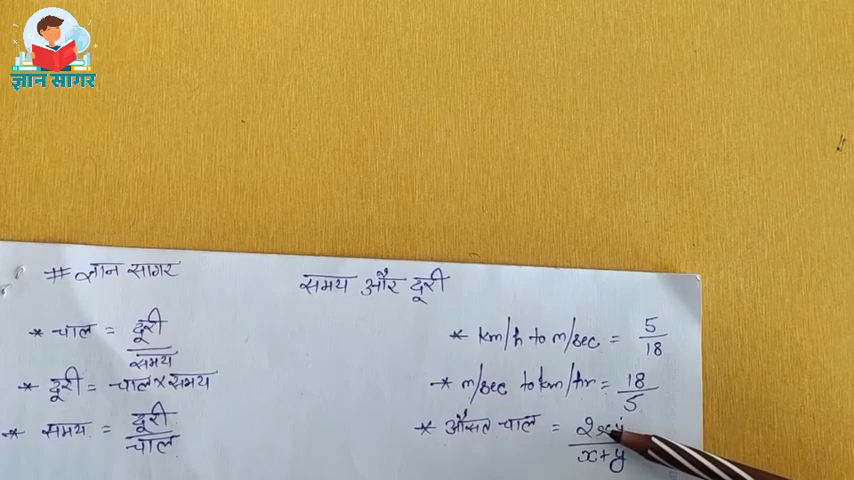 ज्ञान सागर
# ज्ञान सागर
समय और दूरी
* चाल = दूरी / समय
* दूरी = चाल × समय
* समय = दूरी / चाल
* km/h to m/sec = 5/18
* m/sec to km/hr = 18/5
* औसत चाल = 2xy / x+y